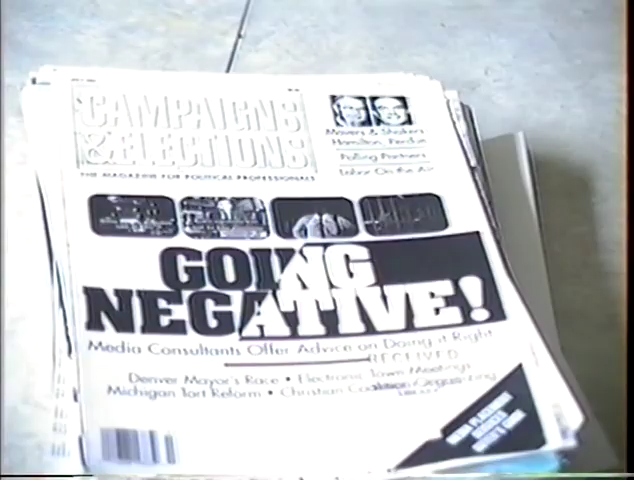 CAMPAIGNS
& ELECTIONS
THE MAGAZINE FOR POLITICAL PROFESSIONALS
Movers & Shakers
Hamilton,
Polling Partners
Labor On the Air
GOING
NEGATIVE!
Media Consultants Offer Advice on Doing it Right
RECEIVED
Denver Mayor's Race • Electronic Town Meetings
Michigan Tort Reform • Christian Coalition
MEDIA PLACEMENT